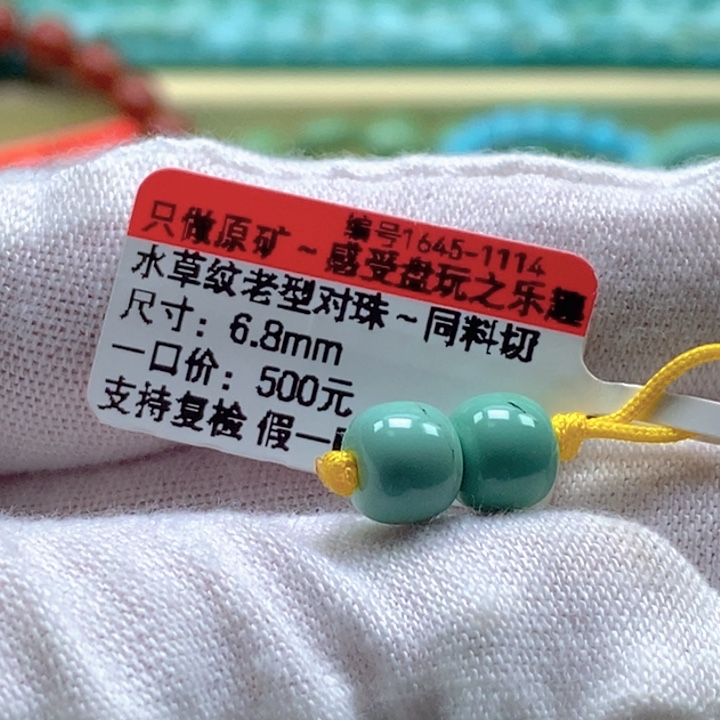 编号1645-1114
只做原矿~感受盘玩之乐趣
水草纹老型对珠~同料切
尺寸：6.8mm
一口价：500元
支持复检 假一